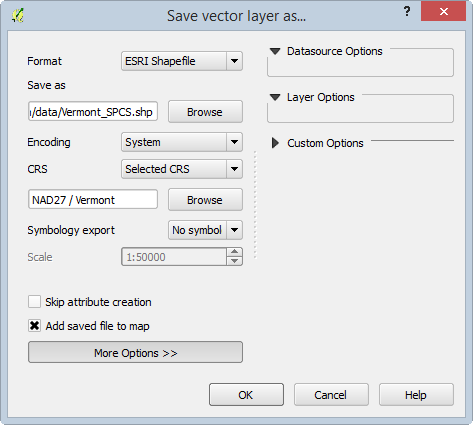 Save vector layer as...
?
Format
ESRI Shapefile
Save as
/data/Vermont_SPCS.shp
Browse
Encoding
System
CRS
Selected CRS
NAD27 / Vermont
Browse
Symbology export
No symbol
Scale
1:50000
Skip attribute creation
Add saved file to map
More Options >>
Datasource Options
Layer Options
Custom Options
OK
Cancel
Help